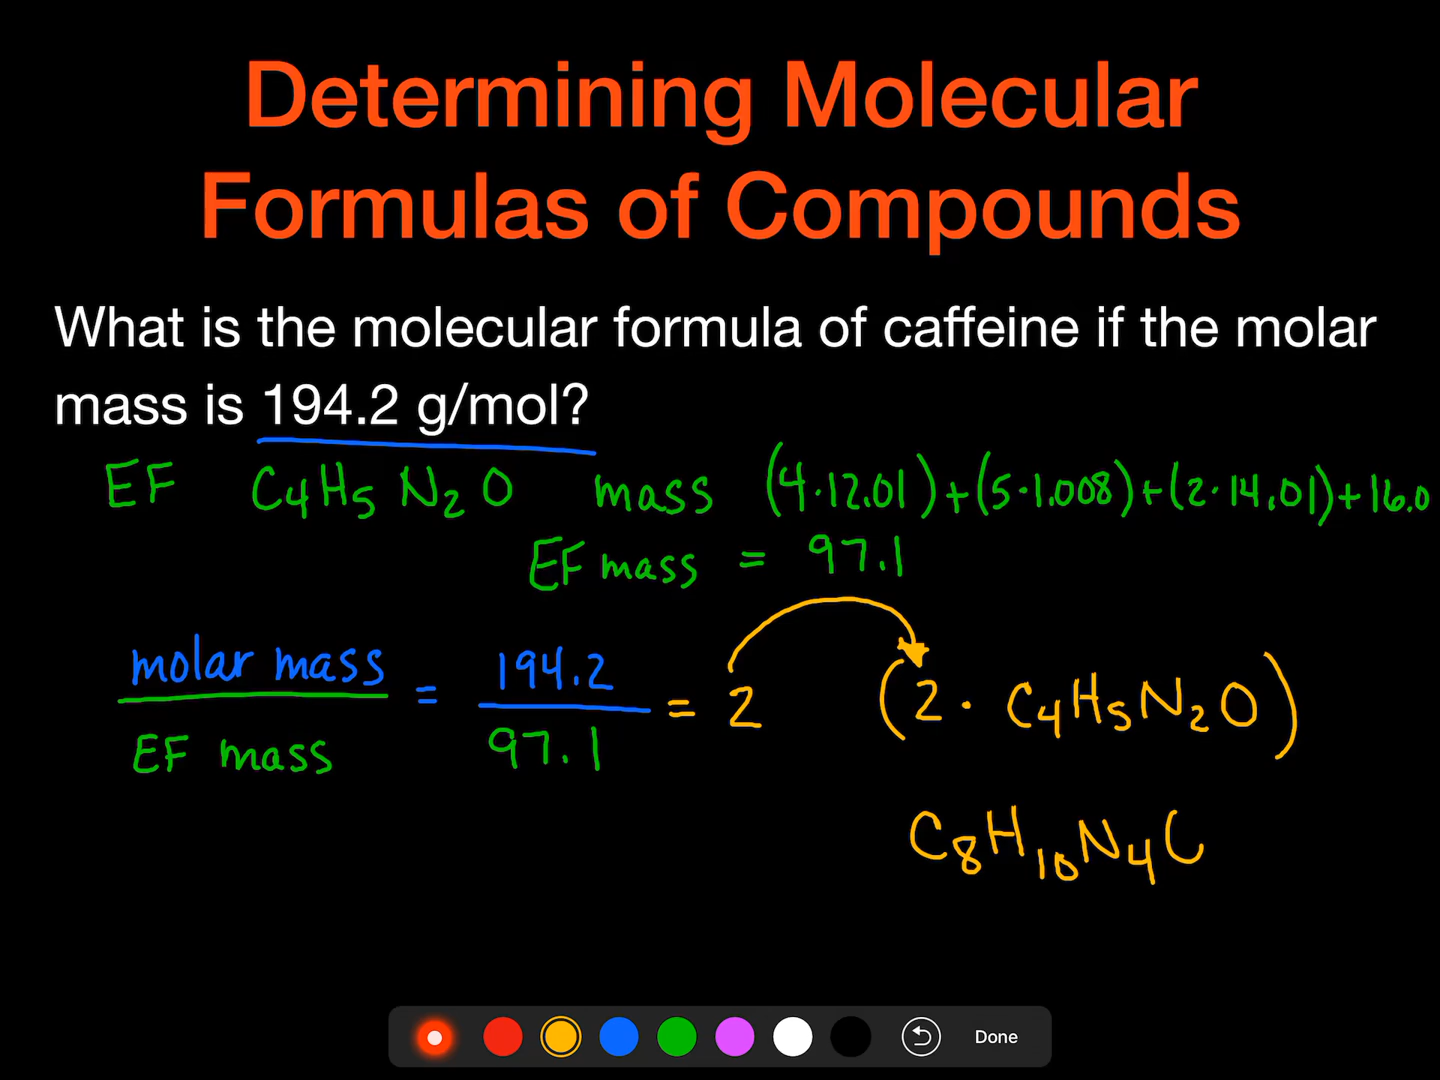 Determining Molecular
Formulas of Compounds
What is the molecular formula of caffeine if the molar
mass is 194.2 g/mol?
EF C₄H₅N₂O mass (4·12.01)+(5·1.008)+(2·14.01)+16.0
EF mass = 97.1
molar mass / EF mass = 194.2 / 97.1 = 2 (2·C₄H₅N₂O)
C₈H₁₀N₄C
Done